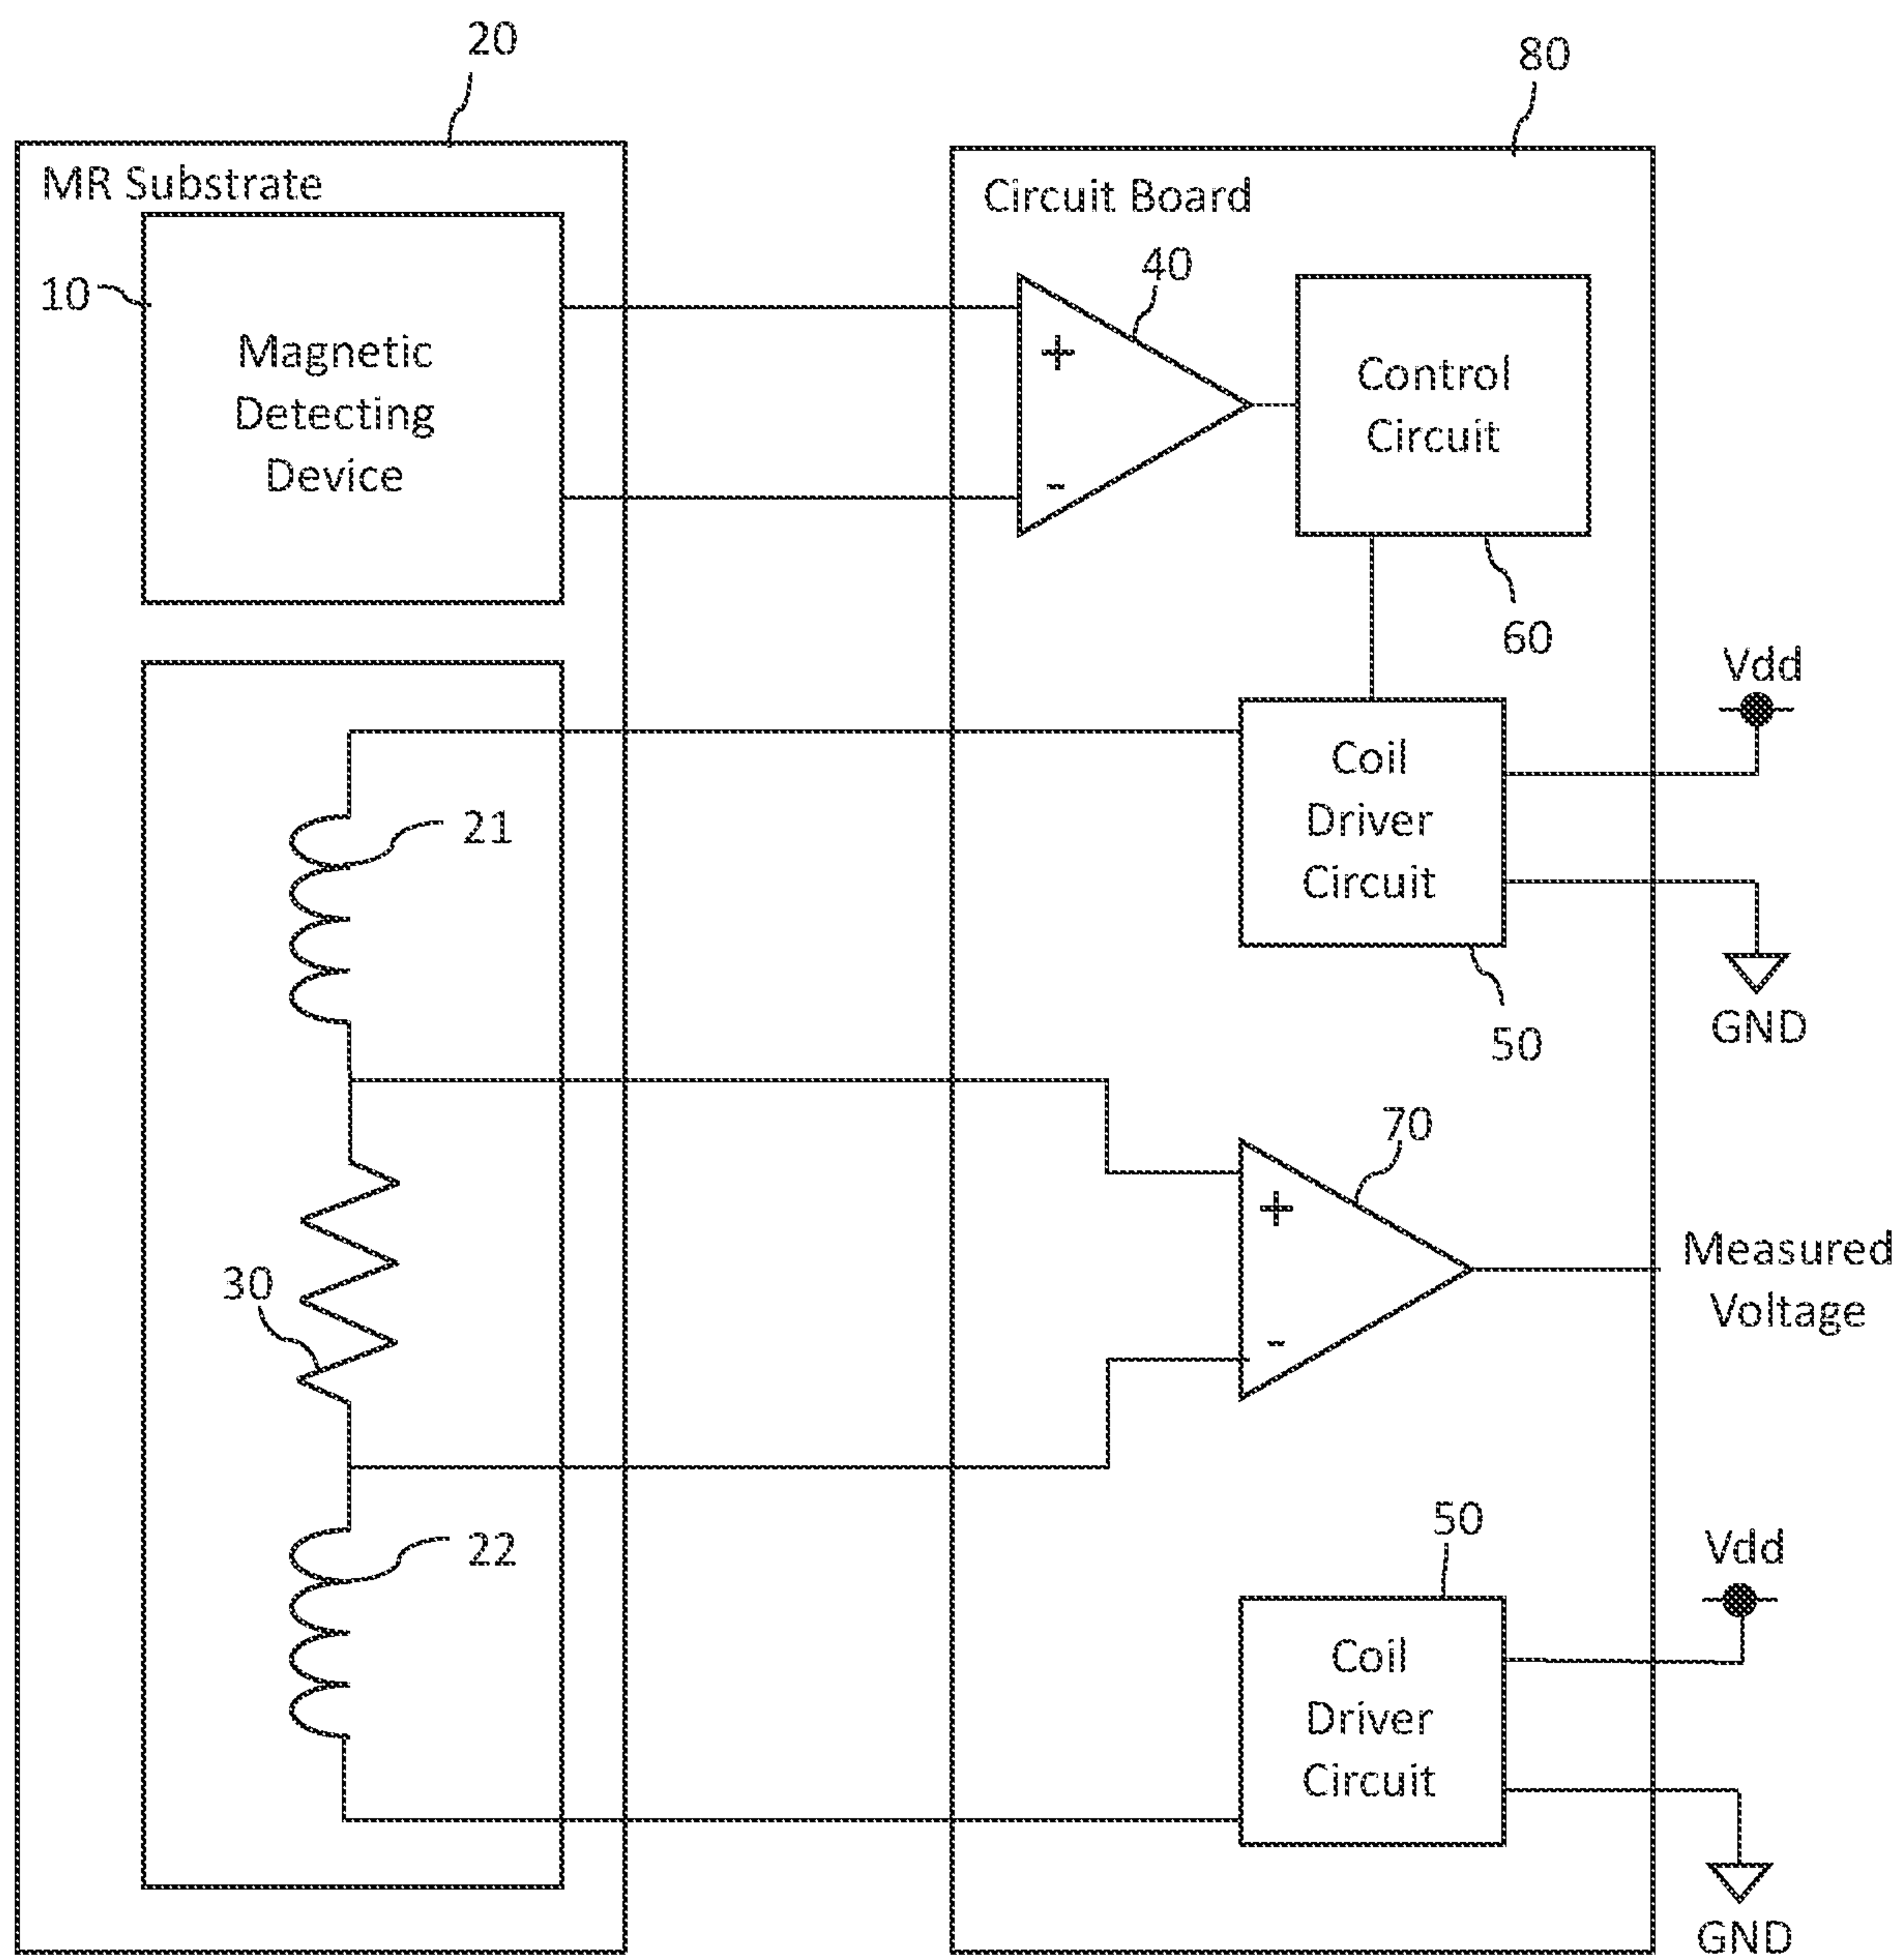 20
80
MR Substrate
Circuit Board
10
Magnetic
Detecting
Device
40
+
-
Control
Circuit
60
Vdd
Coil
Driver
Circuit
50
GND
21
70
+
-
Measured
Voltage
30
22
50
Vdd
Coil
Driver
Circuit
GND